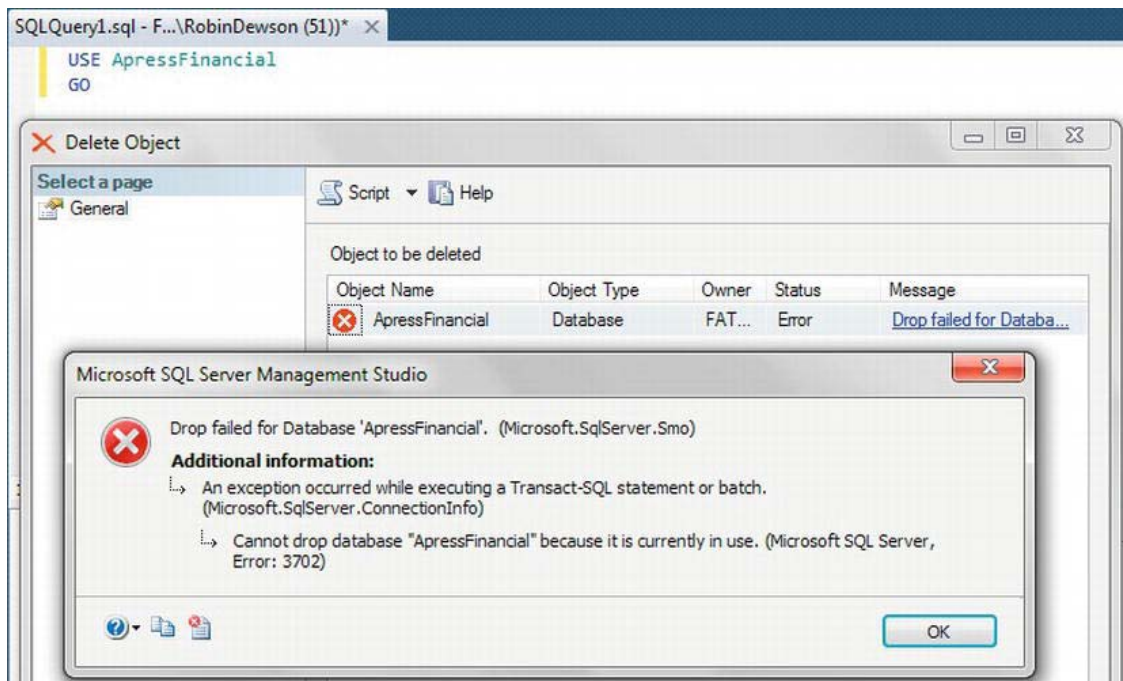 SQLQuery1.sql - F...\RobinDewson (51))* X
USE ApressFinancial
GO
Delete Object
Select a page
General
Script Help
Object to be deleted
Object Name Object Type Owner Status Message
ApressFinancial Database FAT... Error Drop failed for Databa...
Microsoft SQL Server Management Studio
Drop failed for Database 'ApressFinancial'. (Microsoft.SqlServer.Smo)
Additional information:
An exception occurred while executing a Transact-SQL statement or batch.
(Microsoft.SqlServer.ConnectionInfo)
Cannot drop database "ApressFinancial" because it is currently in use. (Microsoft SQL Server,
Error: 3702)
OK